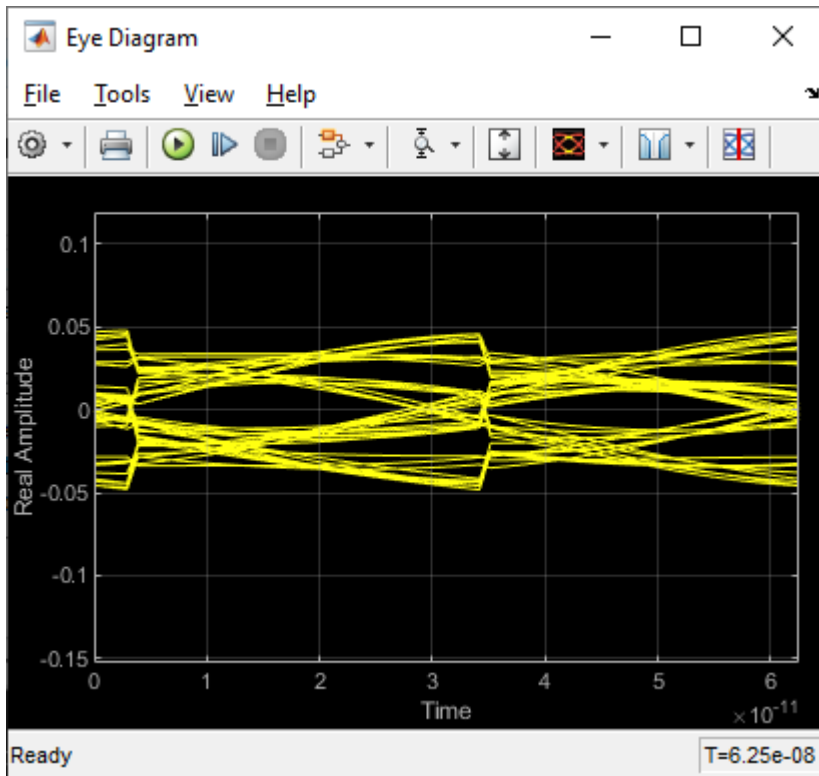 Eye Diagram
File Tools View Help
0.1
0.05
0
-0.05
-0.1
-0.15
Real Amplitude
0 1 2 3 4 5 6
Time
×10⁻¹¹
Ready
T=6.25e-08